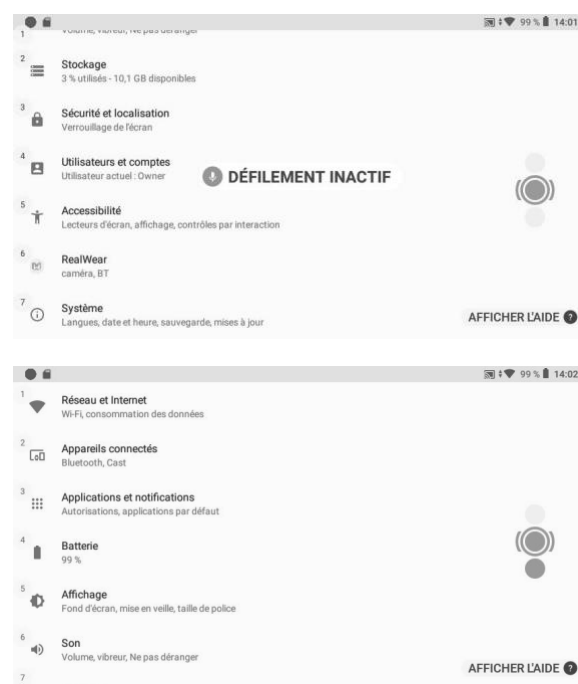 99 % 14:01
1
Volume, vibreur, Ne pas déranger
2
Stockage
3 % utilisés - 10,1 GB disponibles
3
Sécurité et localisation
Verrouillage de l'écran
4
Utilisateurs et comptes
Utilisateur actuel : Owner
DÉFILEMENT INACTIF
5
Accessibilité
Lecteurs d'écran, affichage, contrôles par interaction
6
RealWear
caméra, BT
7
Système
Langues, date et heure, sauvegarde, mises à jour
AFFICHER L'AIDE ?
99 % 14:02
1
Réseau et Internet
Wi-Fi, consommation des données
2
Appareils connectés
Bluetooth, Cast
3
Applications et notifications
Autorisations, applications par défaut
4
Batterie
99 %
5
Affichage
Fond d'écran, mise en veille, taille de police
6
Son
Volume, vibreur, Ne pas déranger
7
AFFICHER L'AIDE ?